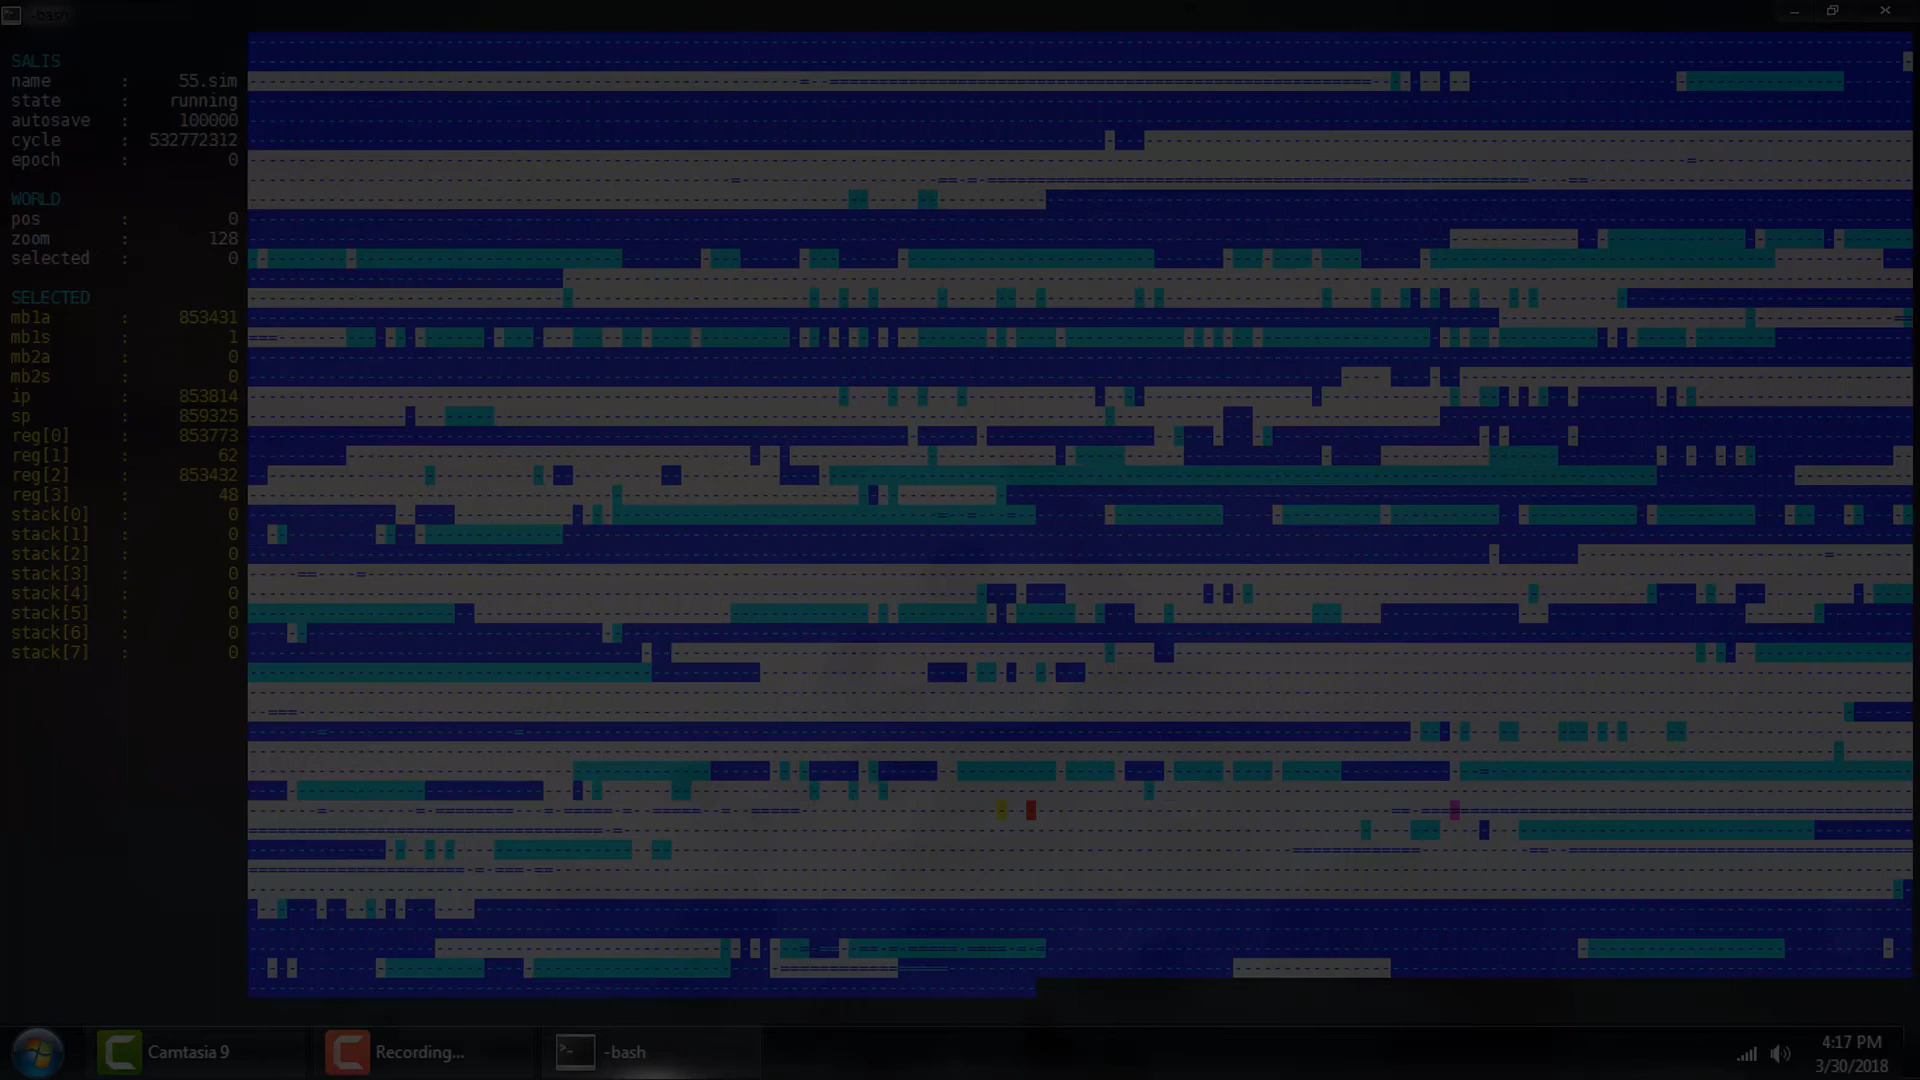 -bash
SALIS
name : 55.sim
state : running
autosave : 100000
cycle : 532772312
epoch : 0
WORLD
pos : 0
zoom : 128
selected : 0
SELECTED
mb1a : 853431
mb1s : 1
mb2a : 0
mb2s : 0
ip : 853814
sp : 859325
reg[0] : 853773
reg[1] : 62
reg[2] : 853432
reg[3] : 48
stack[0] : 0
stack[1] : 0
stack[2] : 0
stack[3] : 0
stack[4] : 0
stack[5] : 0
stack[6] : 0
stack[7] : 0
Camtasia 9
Recording...
-bash
4:17 PM
3/30/2018